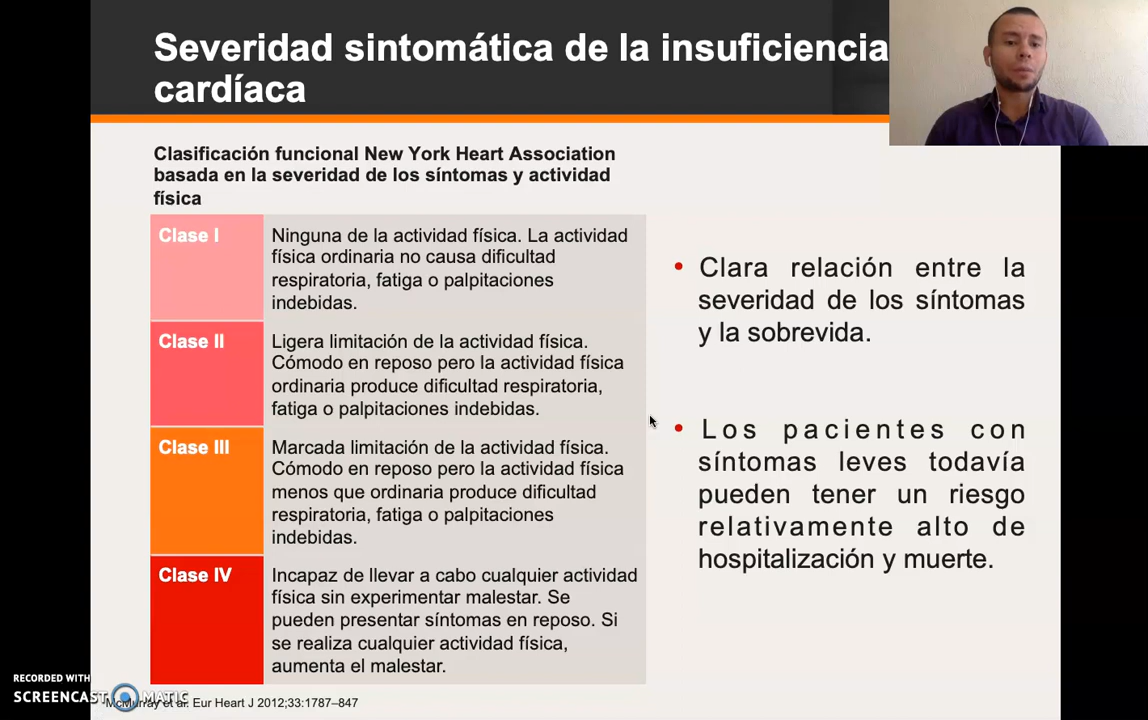 Severidad sintomática de la insuficiencia
cardíaca
Clasificación funcional New York Heart Association
basada en la severidad de los síntomas y actividad
física
Clase I
Ninguna de la actividad física. La actividad
física ordinaria no causa dificultad
respiratoria, fatiga o palpitaciones
indebidas.
Clase II
Ligera limitación de la actividad física.
Cómodo en reposo pero la actividad física
ordinaria produce dificultad respiratoria,
fatiga o palpitaciones indebidas.
Clase III
Marcada limitación de la actividad física.
Cómodo en reposo pero la actividad física
menos que ordinaria produce dificultad
respiratoria, fatiga o palpitaciones
indebidas.
Clase IV
Incapaz de llevar a cabo cualquier actividad
física sin experimentar malestar. Se
pueden presentar síntomas en reposo. Si
se realiza cualquier actividad física,
aumenta el malestar.
• Clara relación entre la
severidad de los síntomas
y la sobrevida.
• Los pacientes con
síntomas leves todavía
pueden tener un riesgo
relativamente alto de
hospitalización y muerte.
RECORDED WITH
SCREENCAST MATIC
McMurray et al. Eur Heart J 2012;33:1787–847